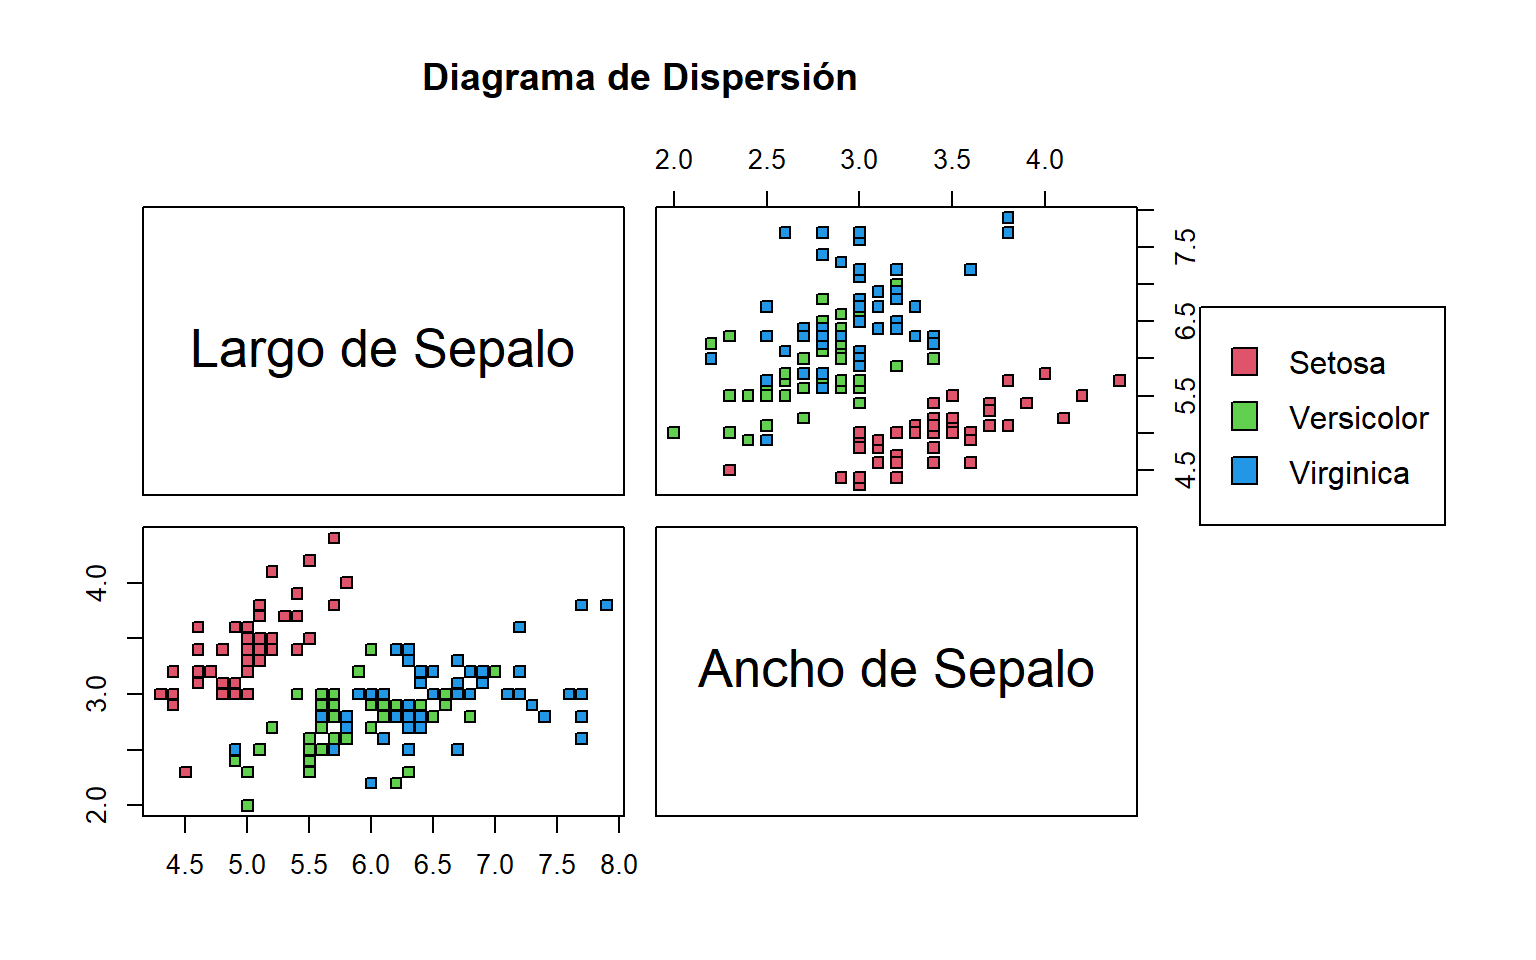 Diagrama de Dispersión
2.0 2.5 3.0 3.5 4.0
Largo de Sepalo
4.5 5.5 6.5 7.5
Setosa
Versicolor
Virginica
2.0 3.0 4.0
Ancho de Sepalo
4.5 5.0 5.5 6.0 6.5 7.0 7.5 8.0